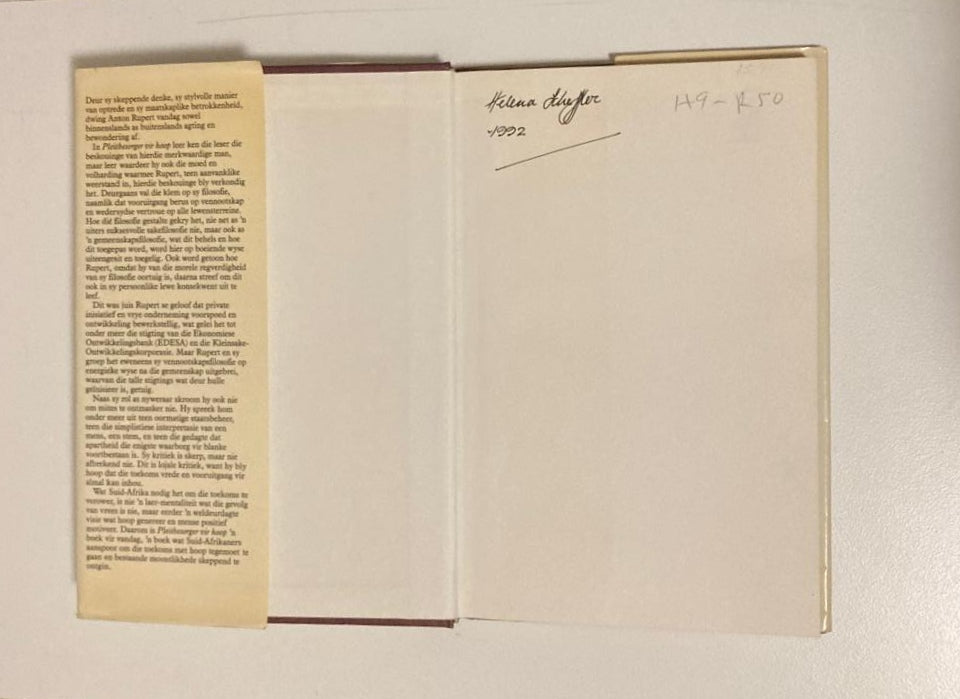 Deur sy skeppende denke, sy stylvolle manier
van optrede en sy maatskaplike betrokkenheid,
dwing Anton Rupert vandag sowel
binnenslands as buitenslands agting en
bewondering af.
In Pleitbesorger vir hoop leer ken die leser die
beskouinge van hierdie merkwaardige man,
maar leer waardeer hy ook die moed en
volharding waarmee Rupert, teen aanvanklike
weerstand in, hierdie beskouinge bly verkondig
het. Deurgaans val die klem op sy filosofie,
naamlik dat vooruitgang berus op vennootskap
en wedersydse vertroue op alle lewensterreine.
Hoe dié filosofie gestalte gekry het, nie net as 'n
uiters suksesvolle sakefilosofie nie, maar ook as
'n gemeenskapsfilosofie, wat dit behels en hoe
dit toegepas word, word hier op boeiende wyse
uiteengesit en toegelig. Ook word getoon hoe
Rupert, omdat hy van die morele regverdigheid
van sy filosofie oortuig is, daarna streef om dit
ook in sy persoonlike lewe konsekwent uit te
leef.
Dit was juis Rupert se geloof dat private
inisiatief en vrye onderneming voorspoed en
ontwikkeling bewerkstellig, wat gelei het tot
onder meer die stigting van die Ekonomiese
Ontwikkelingsbank (EDESA) en die Kleinsake-
Ontwikkelingskorporasie. Maar Rupert en sy
groep het eweneens sy vennootskapsfilosofie op
energieke wyse na die gemeenskap uitgebrei,
waarvan die talle stigtings wat deur hulle
geïnisieer is, getuig.
Naas sy rol as nyweraar skroom hy ook nie
om mites te ontmasker nie. Hy spreek hom
onder meer uit teen oormatige staatsbeheer,
teen die simplistiese interpretasie van een
mens, een stem, en teen die gedagte dat
apartheid die enigste waarborg vir blanke
voortbestaan is. Sy kritiek is skerp, maar nie
afbrekend nie. Dit is lojale kritiek, want hy bly
hoop dat die toekoms vrede en vooruitgang vir
almal kan inhou.
Wat Suid-Afrika nodig het om die toekoms te
verower, is nie 'n laer-mentaliteit wat die gevolg
van vrees is nie, maar eerder 'n weldeurdagte
visie wat hoop genereer en mense positief
motiveer. Daarom is Pleitbesorger vir hoop 'n
boek vir vandag, 'n boek wat Suid-Afrikaners
aanspoor om die toekoms met hoop tegemoet te
gaan en bestaande moontlikhede skeppend te
ontgin.
Helena
1992
H9 - R50